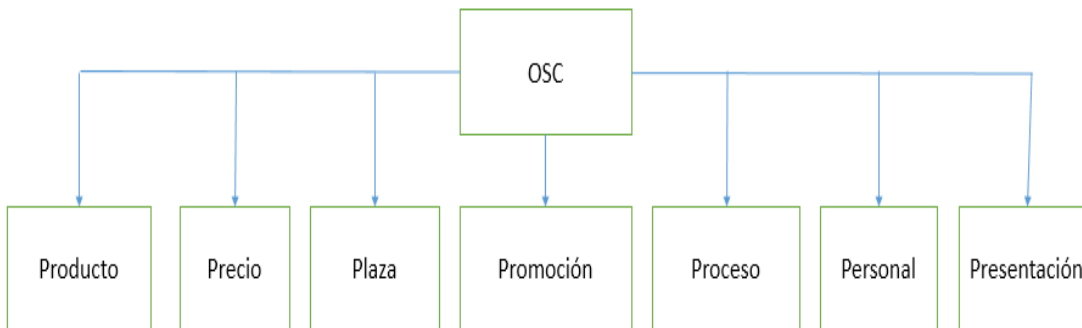 OSC
Producto
Precio
Plaza
Promoción
Proceso
Personal
Presentación